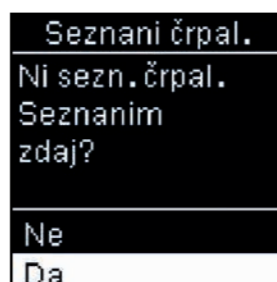 Seznani črpal.
Ni sezn. črpal.
Seznanim
zdaj?
Ne
Da